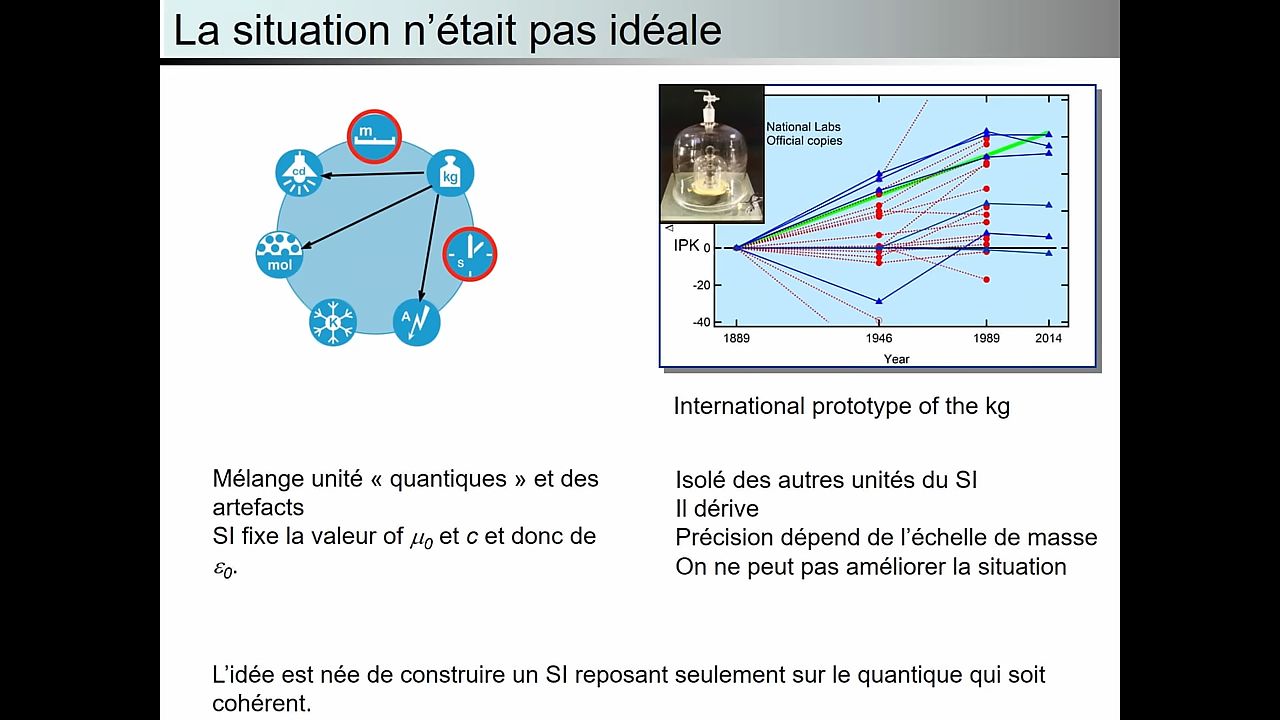 La situation n'était pas idéale
m
cd
kg
mol
s
K
A
National Labs
Official copies
Δ
IPK 0
-20
-40
1889 1946 1989 2014
Year
International prototype of the kg
Mélange unité « quantiques » et des
artefacts
SI fixe la valeur of μ0 et c et donc de
ε0.
Isolé des autres unités du SI
Il dérive
Précision dépend de l'échelle de masse
On ne peut pas améliorer la situation
L'idée est née de construire un SI reposant seulement sur le quantique qui soit
cohérent.